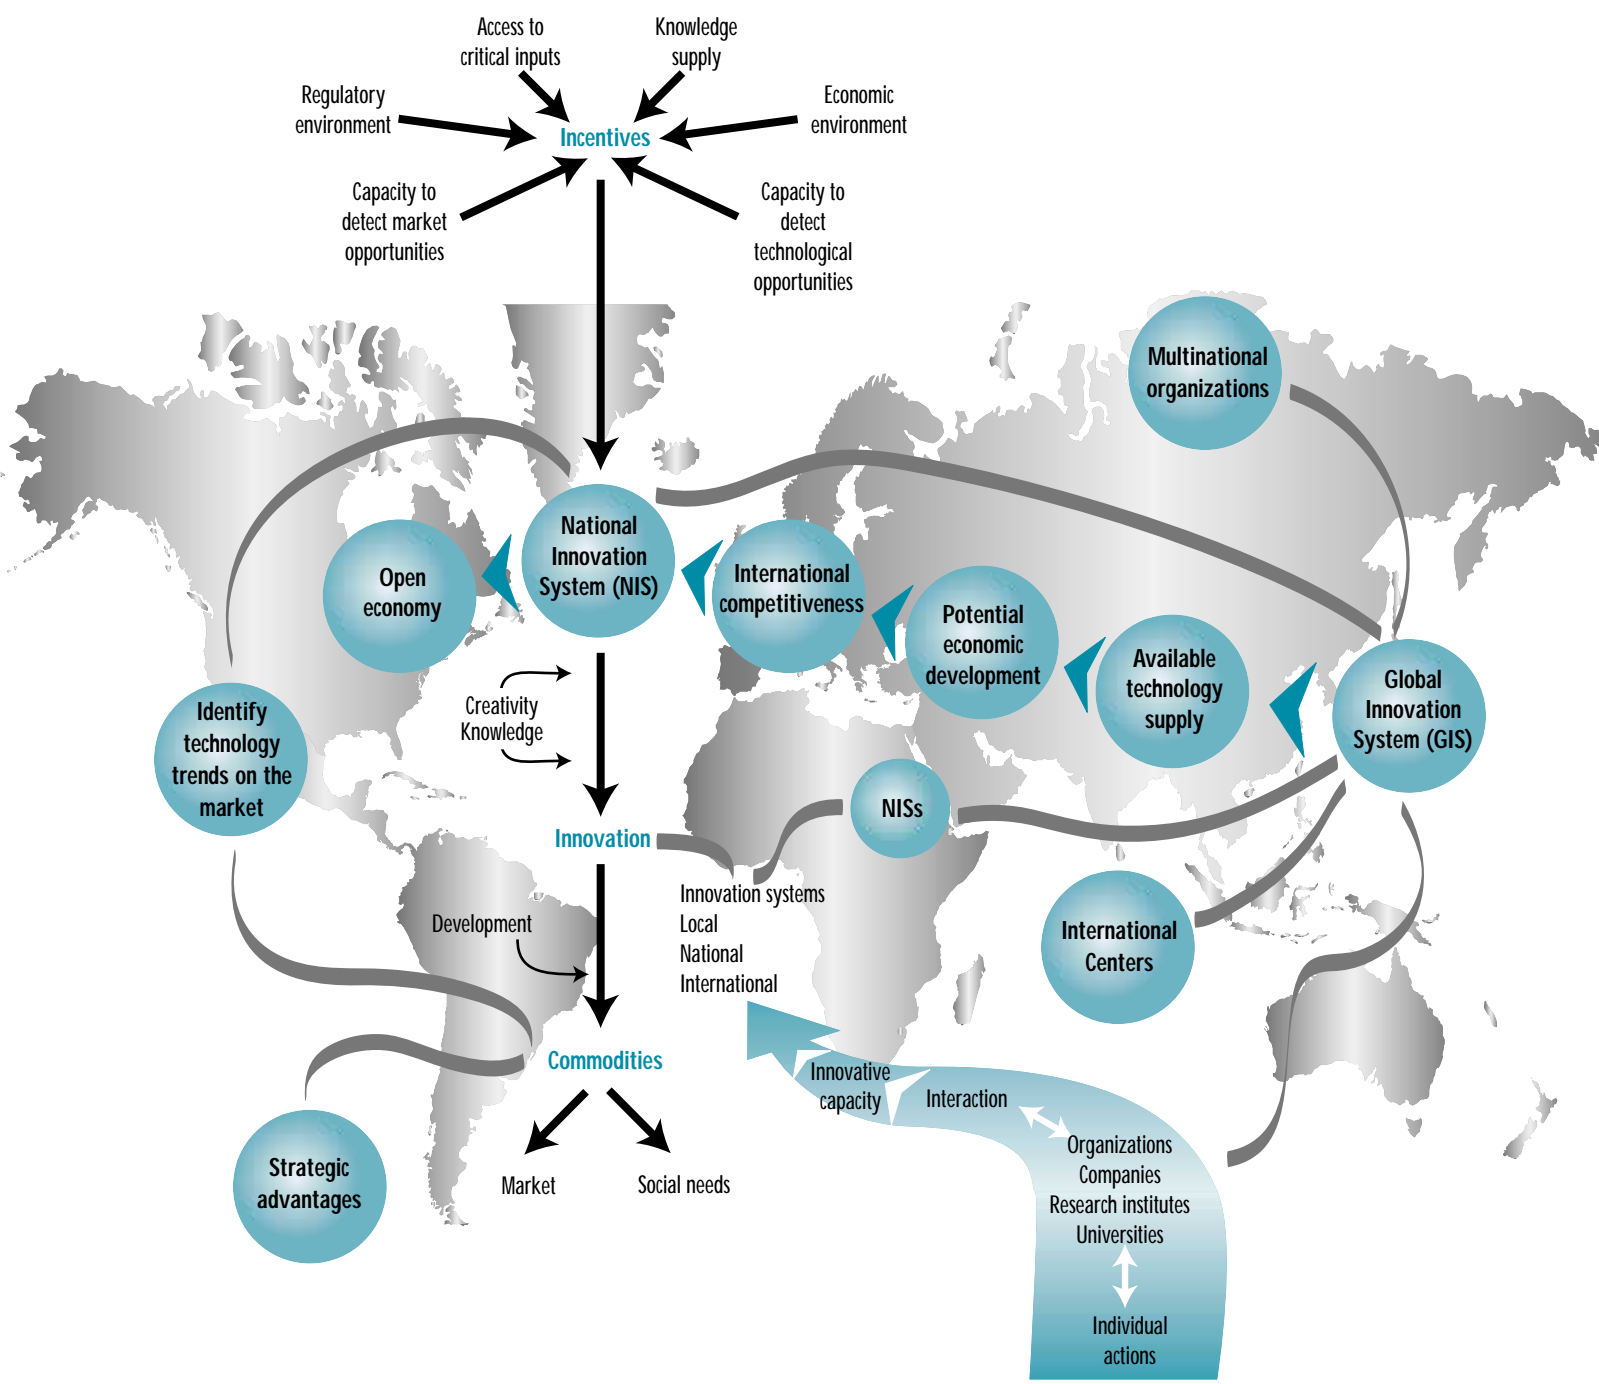 Access to
critical inputs
Knowledge
supply
Regulatory
environment
Economic
environment
Incentives
Capacity to
detect market
opportunities
Capacity to
detect
technological
opportunities
Multinational
organizations
National
Innovation
System (NIS)
Open
economy
International
competitiveness
Potential
economic
development
Available
technology
supply
Global
Innovation
System (GIS)
Identify
technology
trends on the
market
Creativity
Knowledge
NISs
Innovation
Innovation systems
Local
National
International
Development
International
Centers
Commodities
Innovative
capacity
Interaction
Organizations
Companies
Research institutes
Universities
Strategic
advantages
Market
Social needs
Individual
actions